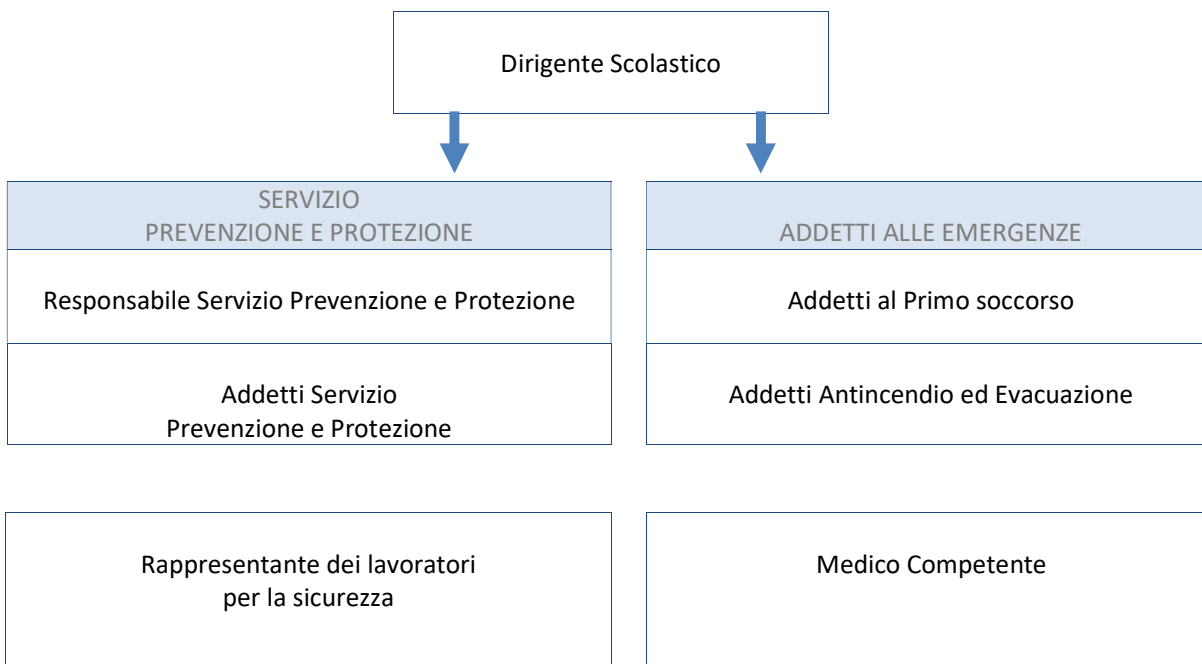 Dirigente Scolastico
SERVIZIO
PREVENZIONE E PROTEZIONE
ADDETTI ALLE EMERGENZE
Responsabile Servizio Prevenzione e Protezione
Addetti al Primo soccorso
Addetti Servizio
Prevenzione e Protezione
Addetti Antincendio ed Evacuazione
Rappresentante dei lavoratori
per la sicurezza
Medico Competente